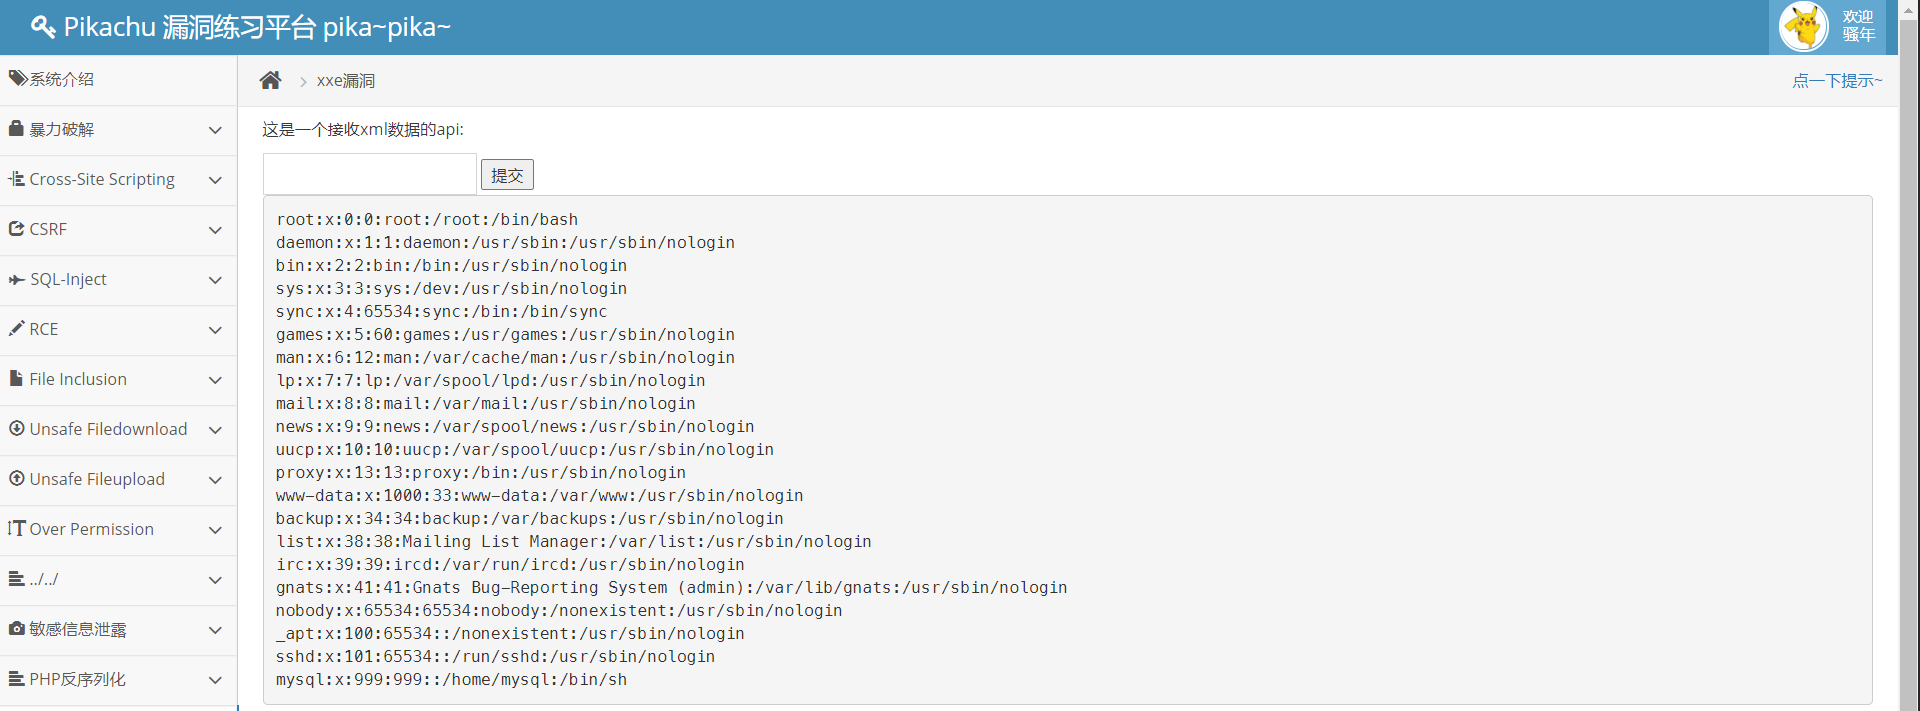 Pikachu 漏洞练习平台 pika~pika~
欢迎
骚年
系统介绍
暴力破解
Cross-Site Scripting
CSRF
SQL-Inject
RCE
File Inclusion
Unsafe Filedownload
Unsafe Fileupload
Over Permission
../../
敏感信息泄露
PHP反序列化
xxe漏洞
点一下提示~
这是一个接收xml数据的api:
提交
root:x:0:0:root:/root:/bin/bash
daemon:x:1:1:daemon:/usr/sbin:/usr/sbin/nologin
bin:x:2:2:bin:/bin:/usr/sbin/nologin
sys:x:3:3:sys:/dev:/usr/sbin/nologin
sync:x:4:65534:sync:/bin:/bin/sync
games:x:5:60:games:/usr/games:/usr/sbin/nologin
man:x:6:12:man:/var/cache/man:/usr/sbin/nologin
lp:x:7:7:lp:/var/spool/lpd:/usr/sbin/nologin
mail:x:8:8:mail:/var/mail:/usr/sbin/nologin
news:x:9:9:news:/var/spool/news:/usr/sbin/nologin
uucp:x:10:10:uucp:/var/spool/uucp:/usr/sbin/nologin
proxy:x:13:13:proxy:/bin:/usr/sbin/nologin
www-data:x:1000:33:www-data:/var/www:/usr/sbin/nologin
backup:x:34:34:backup:/var/backups:/usr/sbin/nologin
list:x:38:38:Mailing List Manager:/var/list:/usr/sbin/nologin
irc:x:39:39:ircd:/var/run/ircd:/usr/sbin/nologin
gnats:x:41:41:Gnats Bug-Reporting System (admin):/var/lib/gnats:/usr/sbin/nologin
nobody:x:65534:65534:nobody:/nonexistent:/usr/sbin/nologin
_apt:x:100:65534::/nonexistent:/usr/sbin/nologin
sshd:x:101:65534::/run/sshd:/usr/sbin/nologin
mysql:x:999:999::/home/mysql:/bin/sh